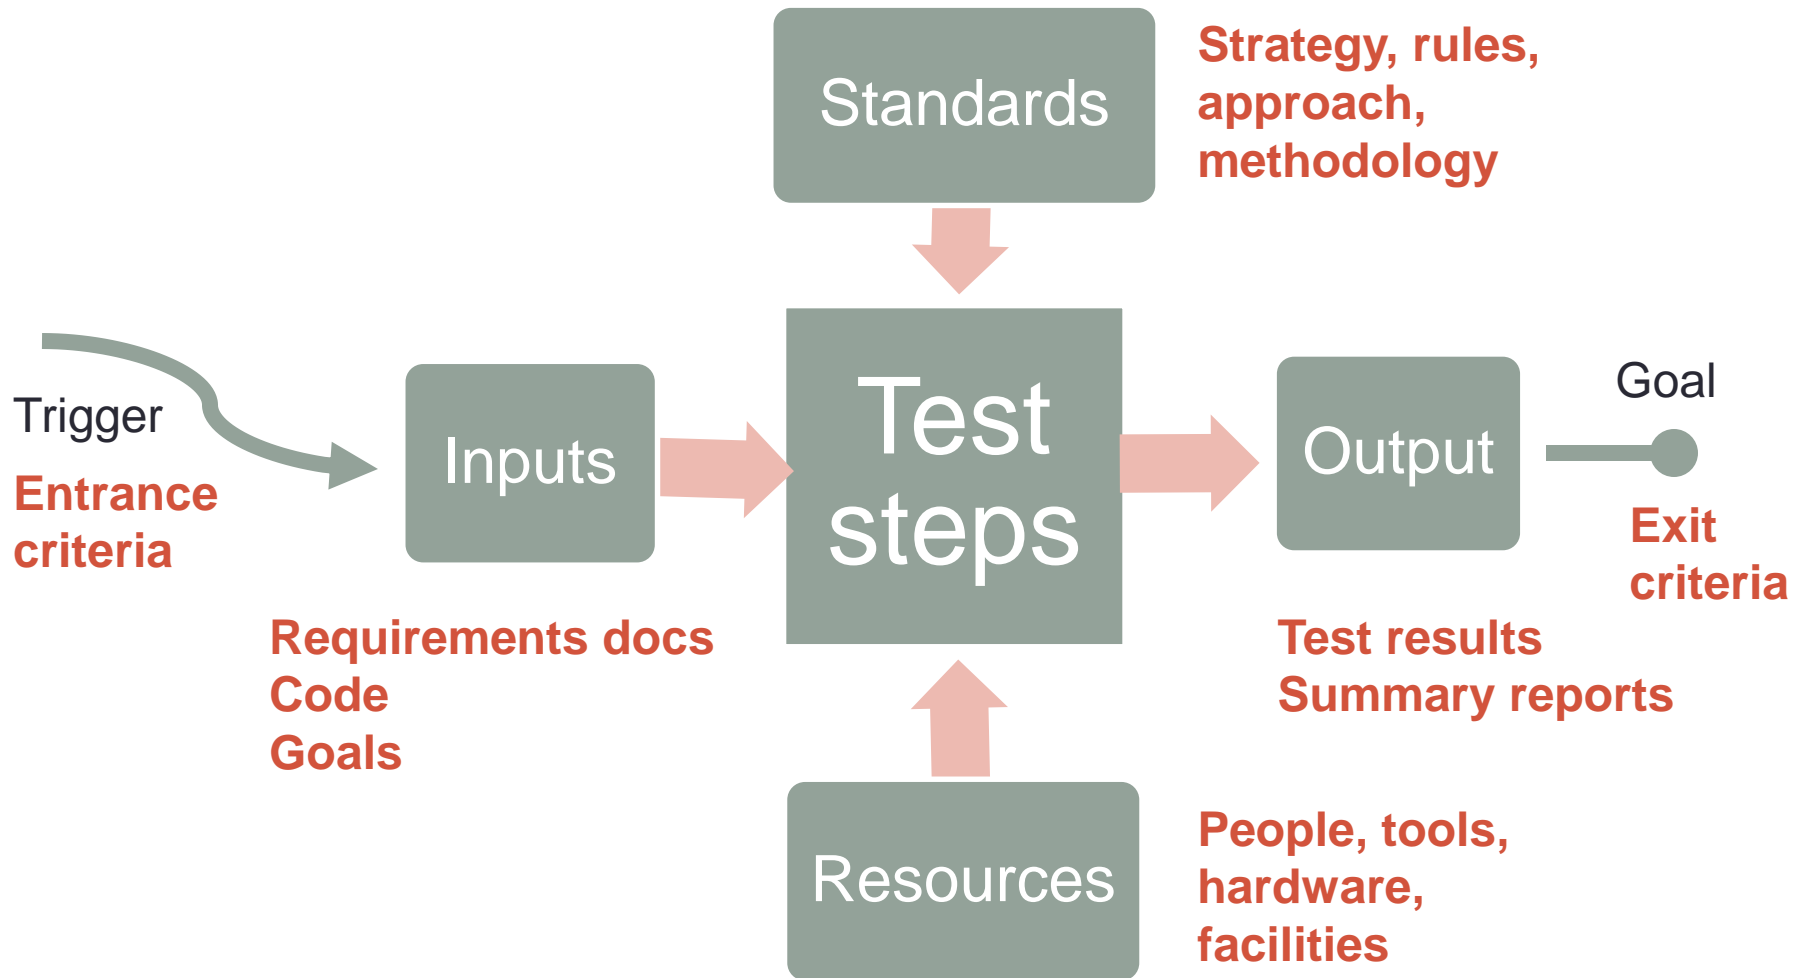 Standards
Strategy, rules,
approach,
methodology
Trigger
Entrance
criteria
Inputs
Requirements docs
Code
Goals
Test
steps
Output
Test results
Summary reports
Goal
Exit
criteria
Resources
People, tools,
hardware,
facilities